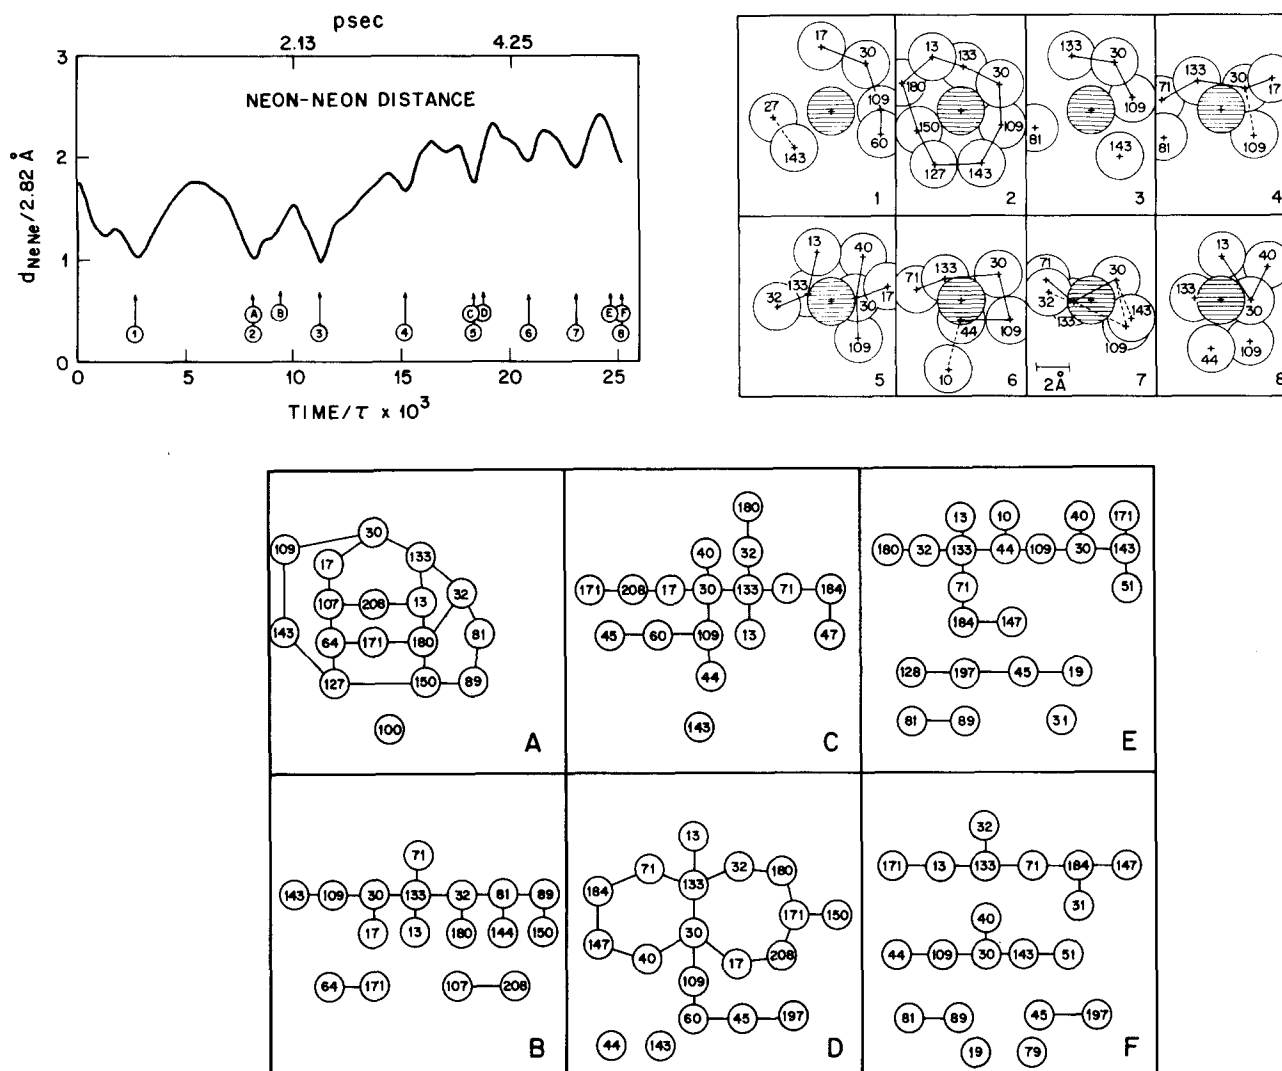 psec
2.13 4.25
3
2
1
0
NEON-NEON DISTANCE
d NeNe/2.82 Å
A B C D E F
1 2 3 4 5 6 7 8
0 5 10 15 20 25
TIME/τ x 10³
17 30 109 60 27 143 1
13 133 30 180 109 150 127 143 2
133 30 109 81 143 3
71 133 30 17 81 109 4
13 40 133 17 32 30 109 5
71 133 30 44 109 10 6
71 30 32 133 143 109 2Å 7
13 40 133 30 44 109 8
30
109 17 133
107 208 13 32
143 64 171 180 81
127 150 89
100
A
180
40 32
171 208 17 30 133 71 184
45 60 109 13 47
44
143
C
13 10 40 171
180 32 133 44 109 30 143
71 51
184 147
128 197 45 19
81 89 31
E
71
143 109 30 133 32 81 89
17 13 180 144 150
64 171 107 208
B
13
71 32 180
184 133
171 150
147 30
40 17 208
109
60 45 197
44 143
D
32
171 13 133 71 184 147
31
40
44 109 30 143 51
81 89 45 197
19 79
F